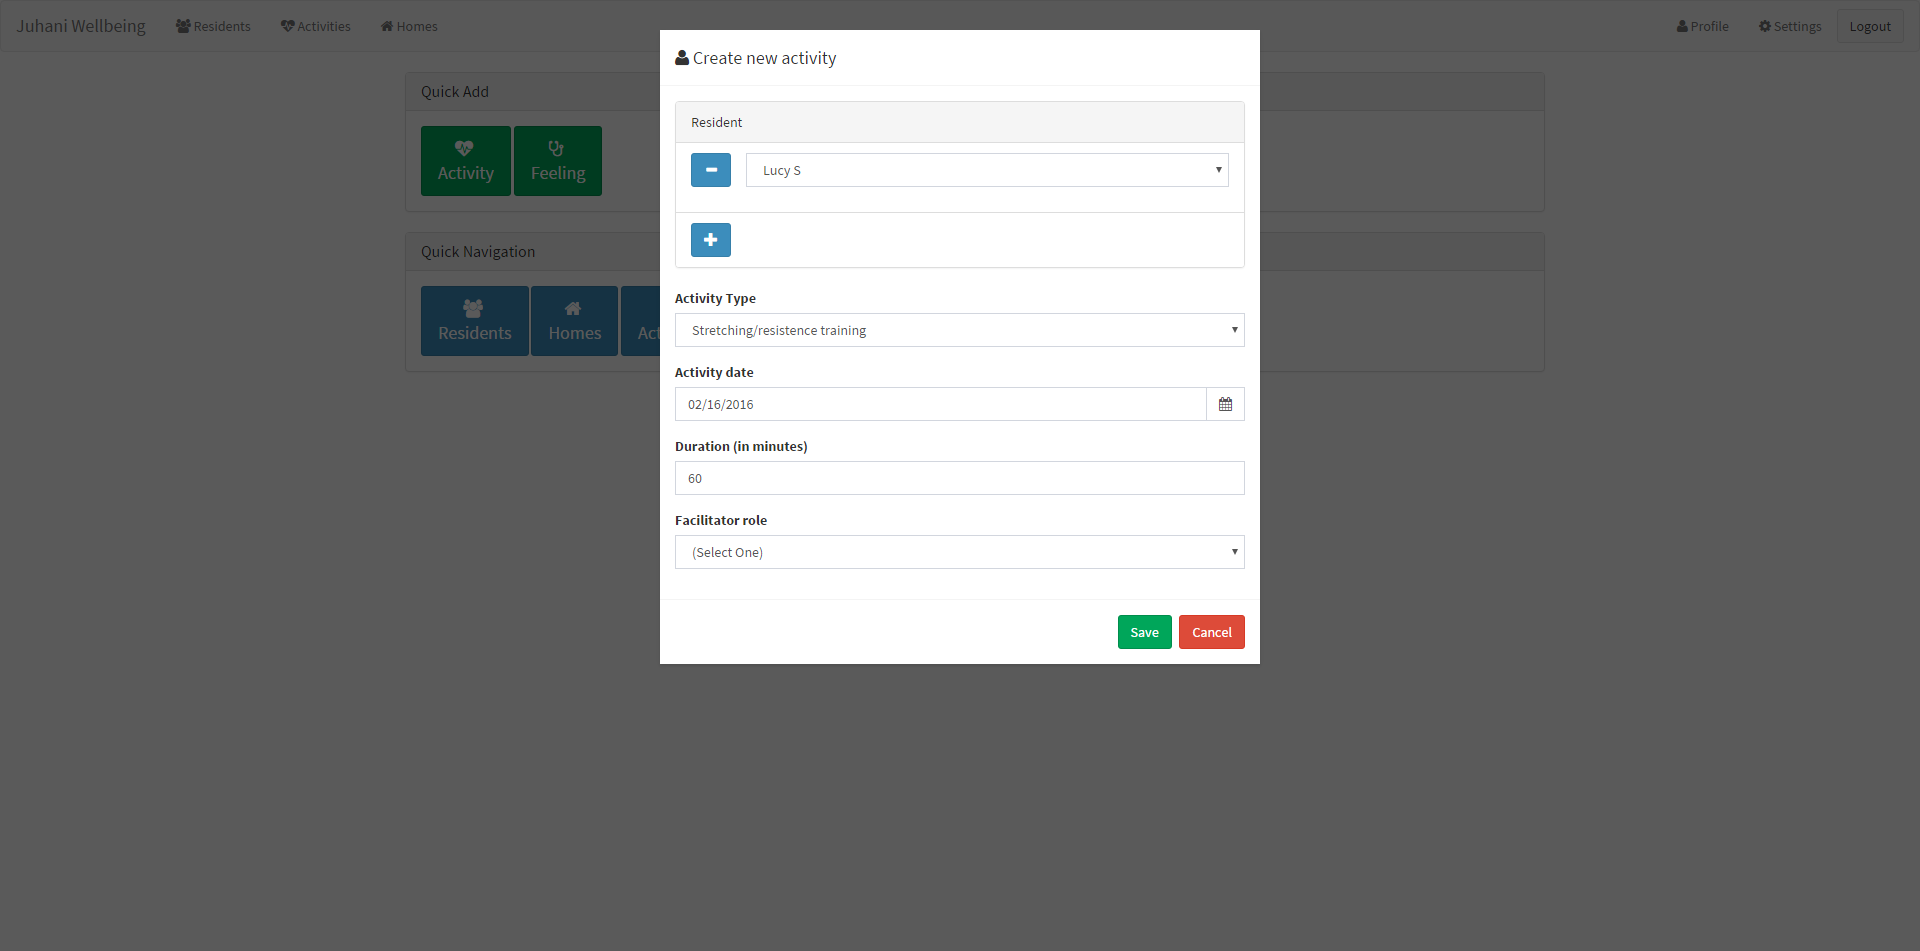 Juhani Wellbeing Residents Activities Homes Profile Settings Logout
Quick Add
Activity Feeling
Quick Navigation
Residents Homes Act
Create new activity
Resident
Lucy S
Activity Type
Stretching/resistence training
Activity date
02/16/2016
Duration (in minutes)
60
Facilitator role
(Select One)
Save Cancel